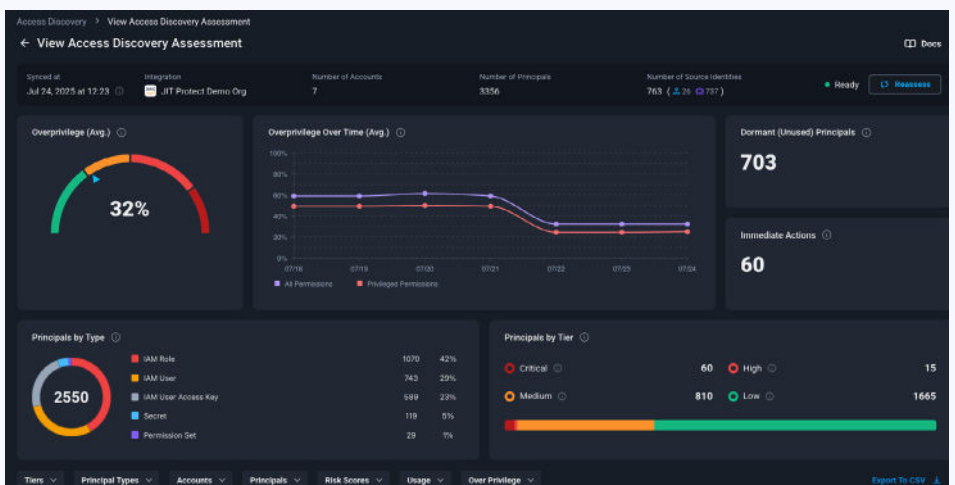 Access Discovery > View Access Discovery Assessment
← View Access Discovery Assessment
Docs
Synced at
Jul 24, 2025 at 12:23
Integration
JIT Protect Demo Org
Number of Accounts
7
Number of Principals
3356
Number of Source Identities
763 ( 26 737 )
Ready
Reassess
Overprivilege (Avg.)
32%
Overprivilege Over Time (Avg.)
100%
80%
60%
40%
20%
0%
07/18 07/19 07/20 07/21 07/22 07/23 07/24
All Permissions Privileged Permissions
Dormant (Unused) Principals
703
Immediate Actions
60
Principals by Type
2550
IAM Role 1070 42%
IAM User 743 29%
IAM User Access Key 589 23%
Secret 119 5%
Permission Set 29 1%
Principals by Tier
Critical 60 High 15
Medium 810 Low 1665
Tiers Principal Types Accounts Principals Risk Scores Usage Over Privilege Export To CSV